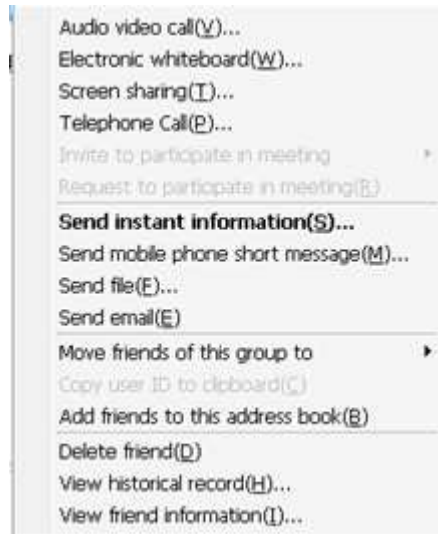 Audio video call(V)...
Electronic whiteboard(W)...
Screen sharing(T)...
Telephone Call(P)...
Invite to participate in meeting
Request to participate in meeting(R)
Send instant information(S)...
Send mobile phone short message(M)...
Send file(F)...
Send email(E)
Move friends of this group to
Copy user ID to clipboard(C)
Add friends to this address book(B)
Delete friend(D)
View historical record(H)...
View friend information(I)...